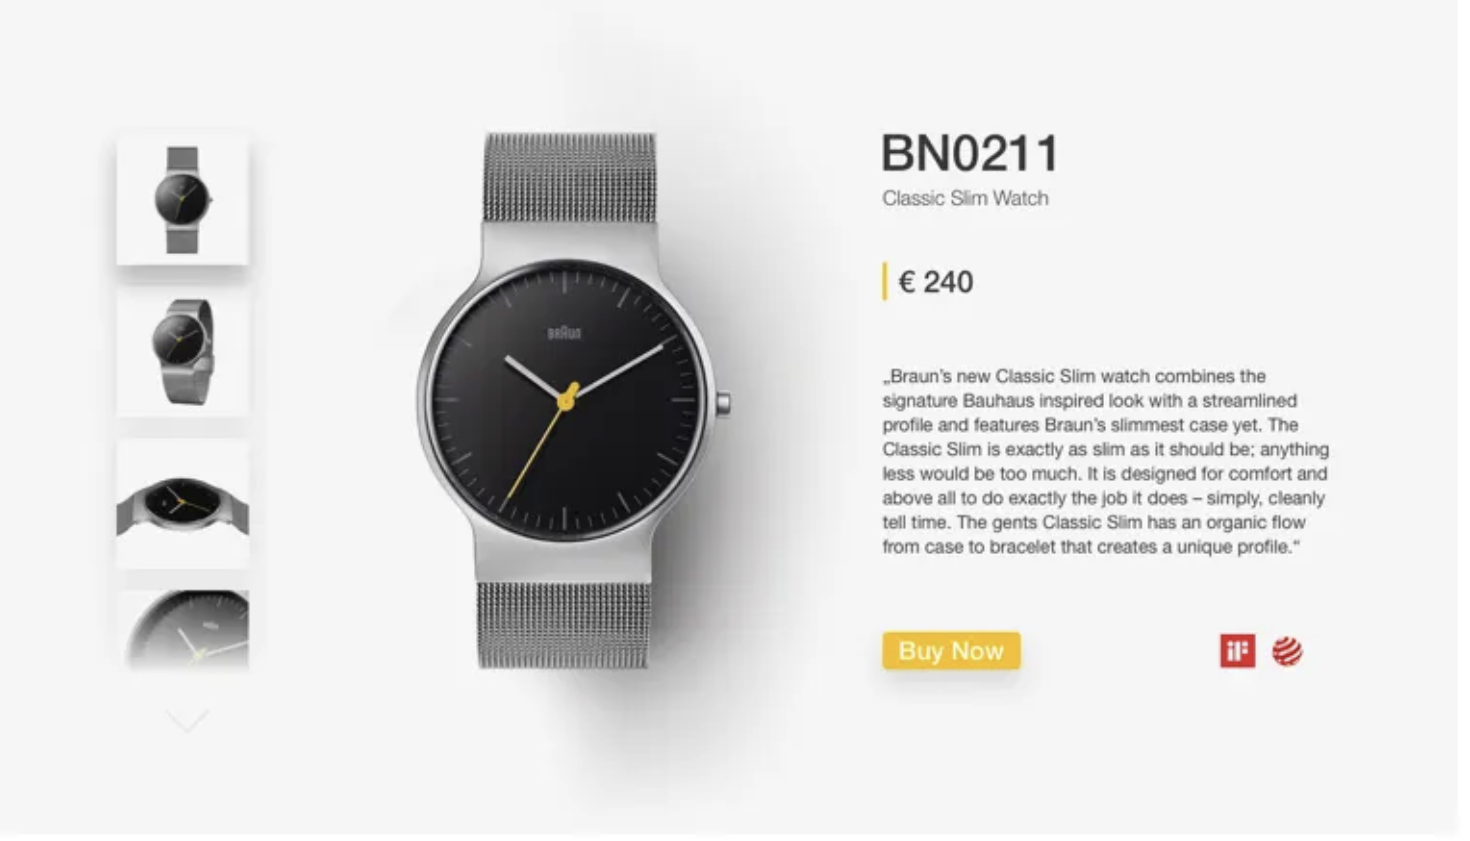 BRAUN
BN0211
Classic Slim Watch
€ 240
„Braun’s new Classic Slim watch combines the
signature Bauhaus inspired look with a streamlined
profile and features Braun’s slimmest case yet. The
Classic Slim is exactly as slim as it should be; anything
less would be too much. It is designed for comfort and
above all to do exactly the job it does – simply, cleanly
tell time. The gents Classic Slim has an organic flow
from case to bracelet that creates a unique profile.“
Buy Now
iF